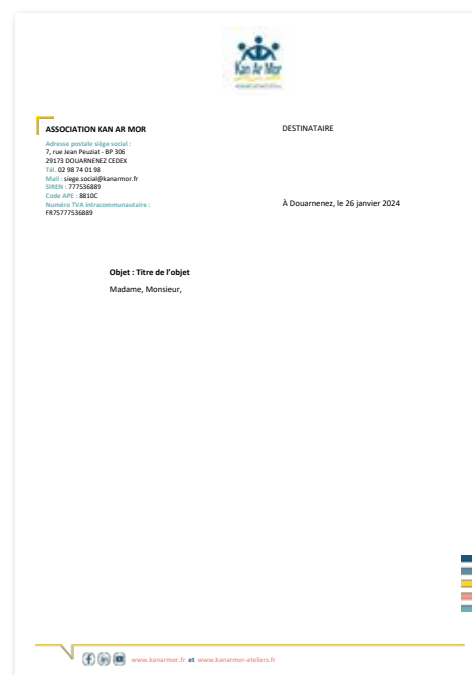 Kan Ar Mor
ASSOCIATION KAN AR MOR
Adresse postale siège social :
7, rue Jean Peuziat - BP 306
29173 DOUARNENEZ CEDEX
Tél. 02 98 74 01 98
Mail : siege.social@kanarmor.fr
SIREN : 777536889
Code APE : 8810C
Numéro TVA intracommunautaire :
FR75777536889
DESTINATAIRE
À Douarnenez, le 26 janvier 2024
Objet : Titre de l'objet
Madame, Monsieur,
www.kanarmor.fr et www.kanarmor-ateliers.fr